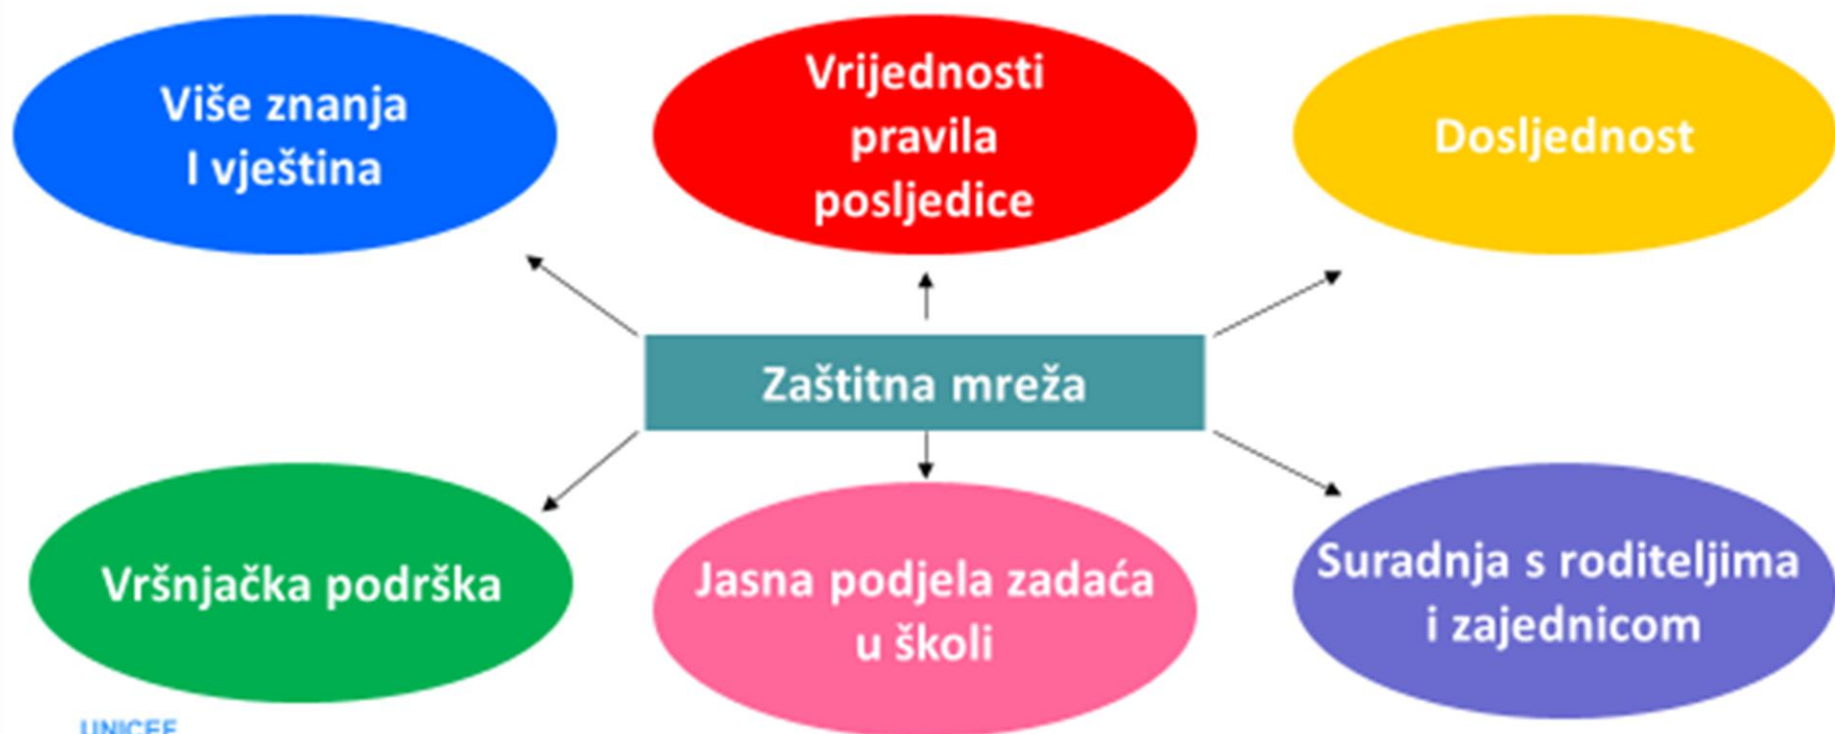 Više znanja
I vještina
Vrijednosti
pravila
posljedice
Dosljednost
Zaštitna mreža
Vršnjačka podrška
Jasna podjela zadaća
u školi
Suradnja s roditeljima
i zajednicom
UNICEF